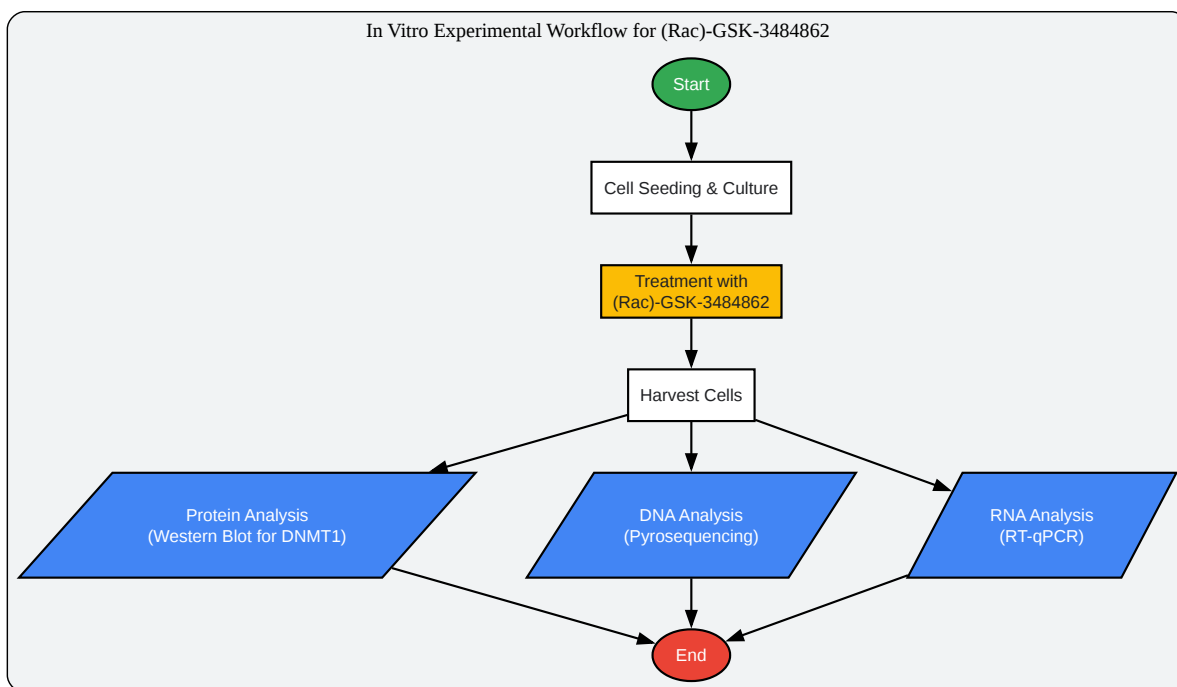 In Vitro Experimental Workflow for (Rac)-GSK-3484862
Start
Cell Seeding & Culture
Treatment with
(Rac)-GSK-3484862
Harvest Cells
Protein Analysis
(Western Blot for DNMT1)
DNA Analysis
(Pyrosequencing)
RNA Analysis
(RT-qPCR)
End